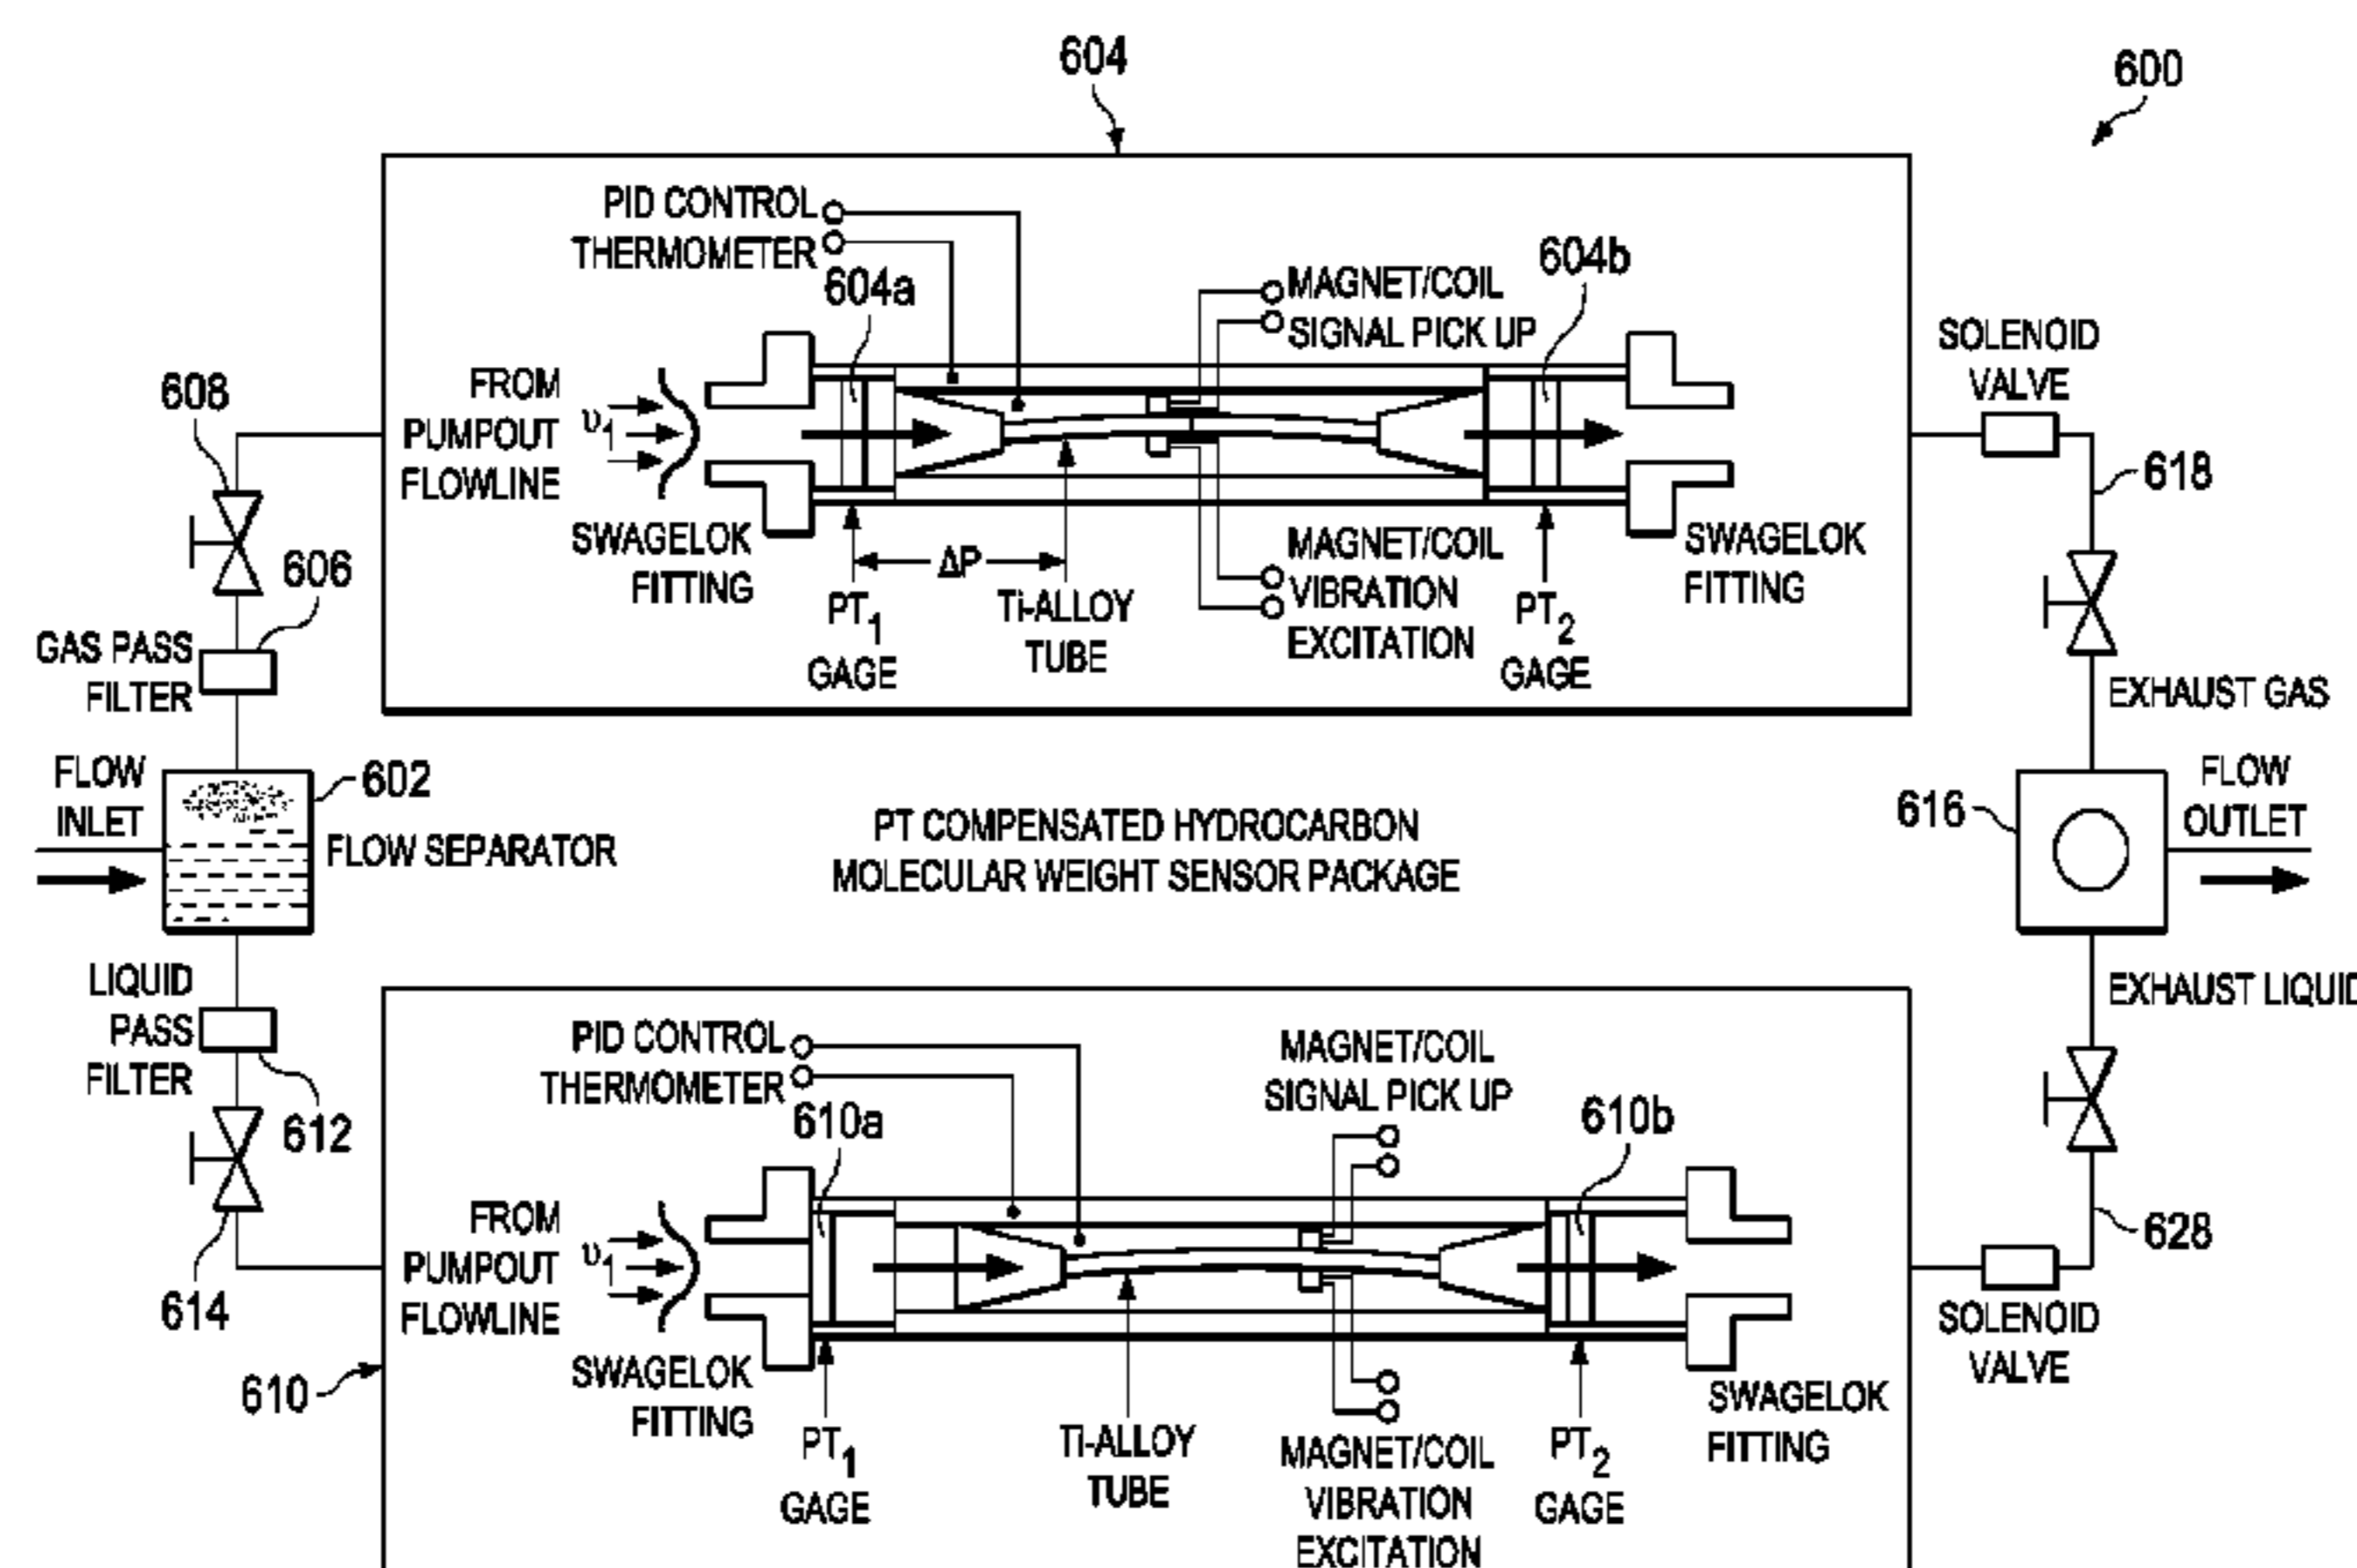 604
600
PID CONTROL
THERMOMETER
604a
604b
MAGNET/COIL
SIGNAL PICK UP
SOLENOID
VALVE
608
FROM
PUMPOUT
FLOWLINE
υ1
618
SWAGELOK
FITTING
ΔP
MAGNET/COIL
VIBRATION
EXCITATION
SWAGELOK
FITTING
606
PT1
GAGE
Ti-ALLOY
TUBE
PT2
GAGE
GAS PASS
FILTER
EXHAUST GAS
FLOW
INLET
602
FLOW SEPARATOR
PT COMPENSATED HYDROCARBON
MOLECULAR WEIGHT SENSOR PACKAGE
616
FLOW
OUTLET
LIQUID
PASS
FILTER
EXHAUST LIQUID
612
PID CONTROL
THERMOMETER
610a
MAGNET/COIL
SIGNAL PICK UP
610b
FROM
PUMPOUT
FLOWLINE
υ1
628
614
SOLENOID
VALVE
610
SWAGELOK
FITTING
SWAGELOK
FITTING
PT1
GAGE
Ti-ALLOY
TUBE
MAGNET/COIL
VIBRATION
EXCITATION
PT2
GAGE